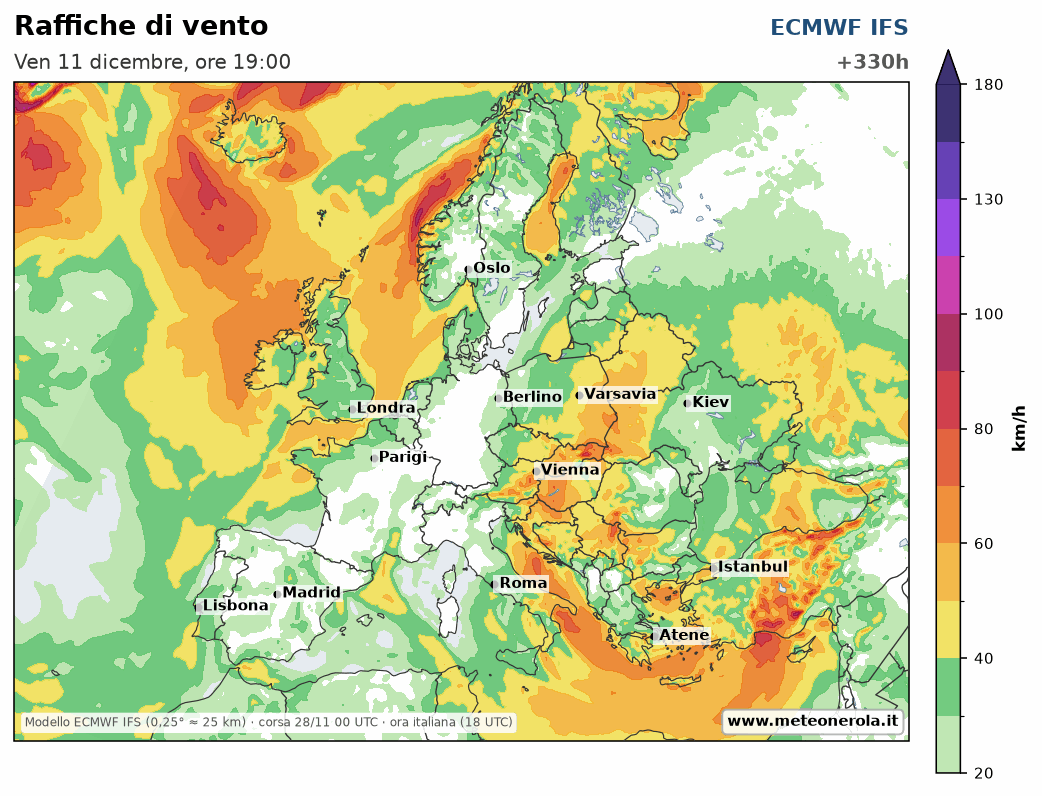 Raffiche di vento
ECMWF IFS
Ven 11 dicembre, ore 19:00
+330h
180
130
100
80
60
40
20
km/h
Oslo
Londra
Berlino
Varsavia
Kiev
Parigi
Vienna
Madrid
Lisbona
Roma
Istanbul
Atene
Modello ECMWF IFS (0,25° ≈ 25 km) · corsa 28/11 00 UTC · ora italiana (18 UTC)
www.meteonerola.it